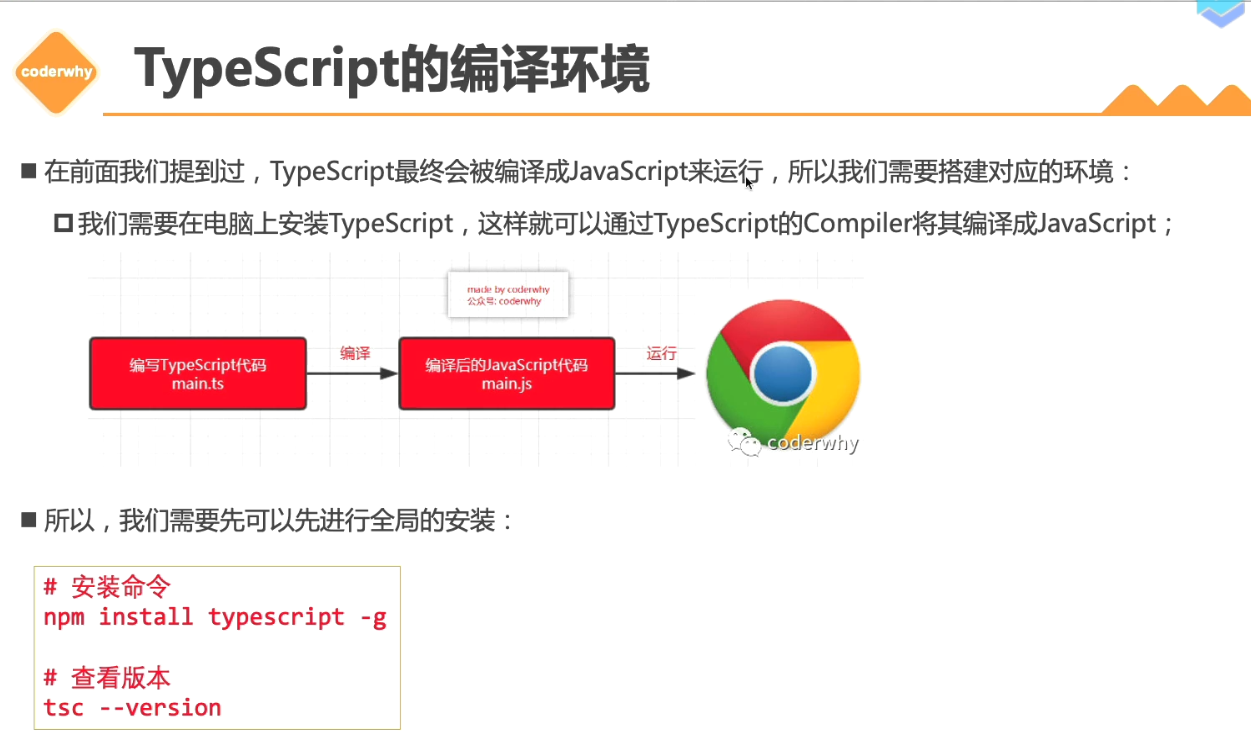 coderwhy
TypeScript的编译环境
■ 在前面我们提到过，TypeScript最终会被编译成JavaScript来运行，所以我们需要搭建对应的环境：
我们需要在电脑上安装TypeScript，这样就可以通过TypeScript的Compiler将其编译成JavaScript；
made by coderwhy
公众号: coderwhy
编写TypeScript代码
main.ts
编译
编译后的JavaScript代码
main.js
运行
coderwhy
■ 所以，我们需要先可以先进行全局的安装：
# 安装命令
npm install typescript -g
# 查看版本
tsc --version